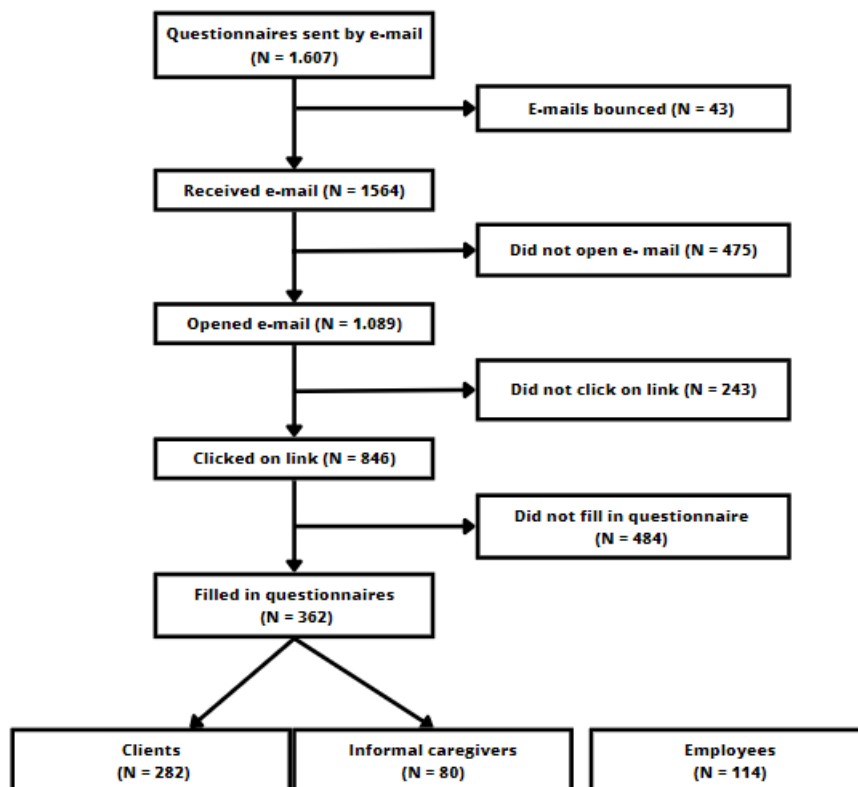 Questionnaires sent by e-mail
(N = 1.607)
E-mails bounced (N = 43)
Received e-mail (N = 1564)
Did not open e- mail (N = 475)
Opened e-mail (N = 1.089)
Did not click on link (N = 243)
Clicked on link (N = 846)
Did not fill in questionnaire
(N = 484)
Filled in questionnaires
(N = 362)
Clients
(N = 282)
Informal caregivers
(N = 80)
Employees
(N = 114)